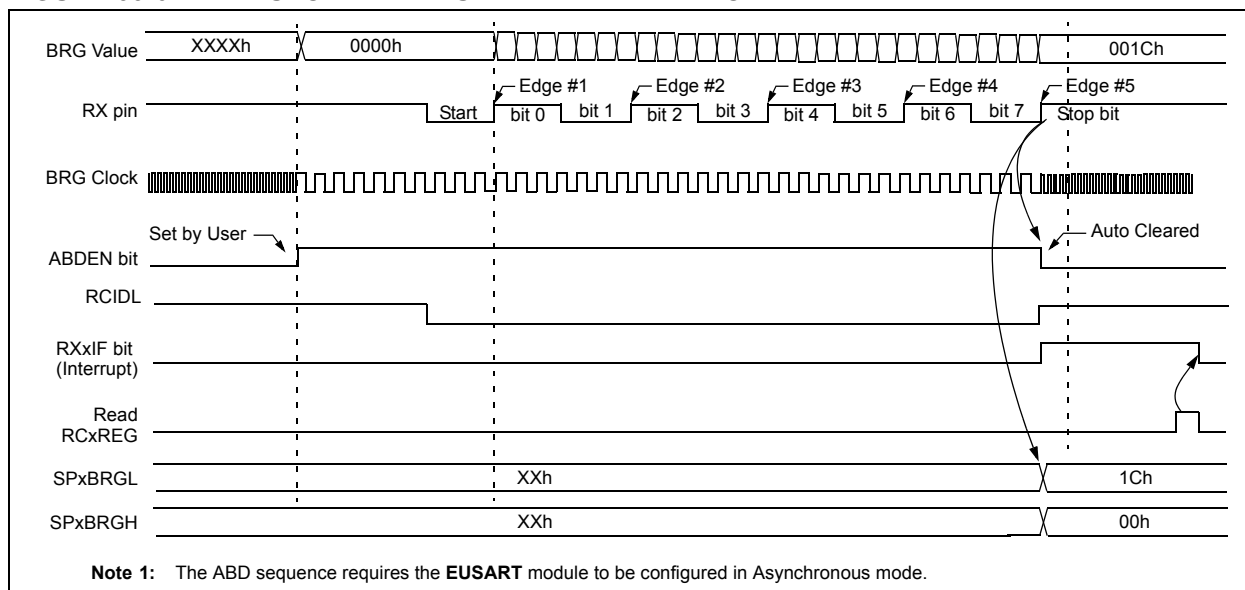 BRG Value XXXXh 0000h 001Ch
Edge #1 Edge #2 Edge #3 Edge #4 Edge #5
RX pin Start bit 0 bit 1 bit 2 bit 3 bit 4 bit 5 bit 6 bit 7 Stop bit
BRG Clock
Set by User Auto Cleared
ABDEN bit
RCIDL
RXxIF bit
(Interrupt)
Read
RCxREG
SPxBRGL XXh 1Ch
SPxBRGH XXh 00h
Note 1: The ABD sequence requires the EUSART module to be configured in Asynchronous mode.